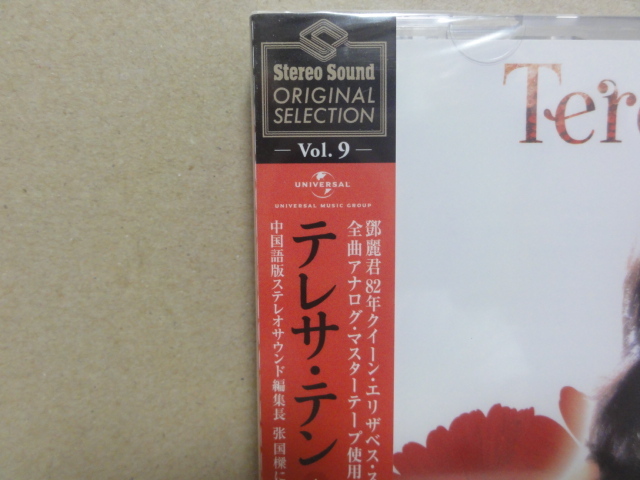 Stereo Sound
ORIGINAL
SELECTION
Vol. 9
UNIVERSAL
UNIVERSAL MUSIC GROUP
鄧麗君82年クイーン・エリザベス・ス
全曲アナログ・マスターテープ使用
テレサ・テン
中国語版ステレオサウンド編集長 张国樑に
Tere